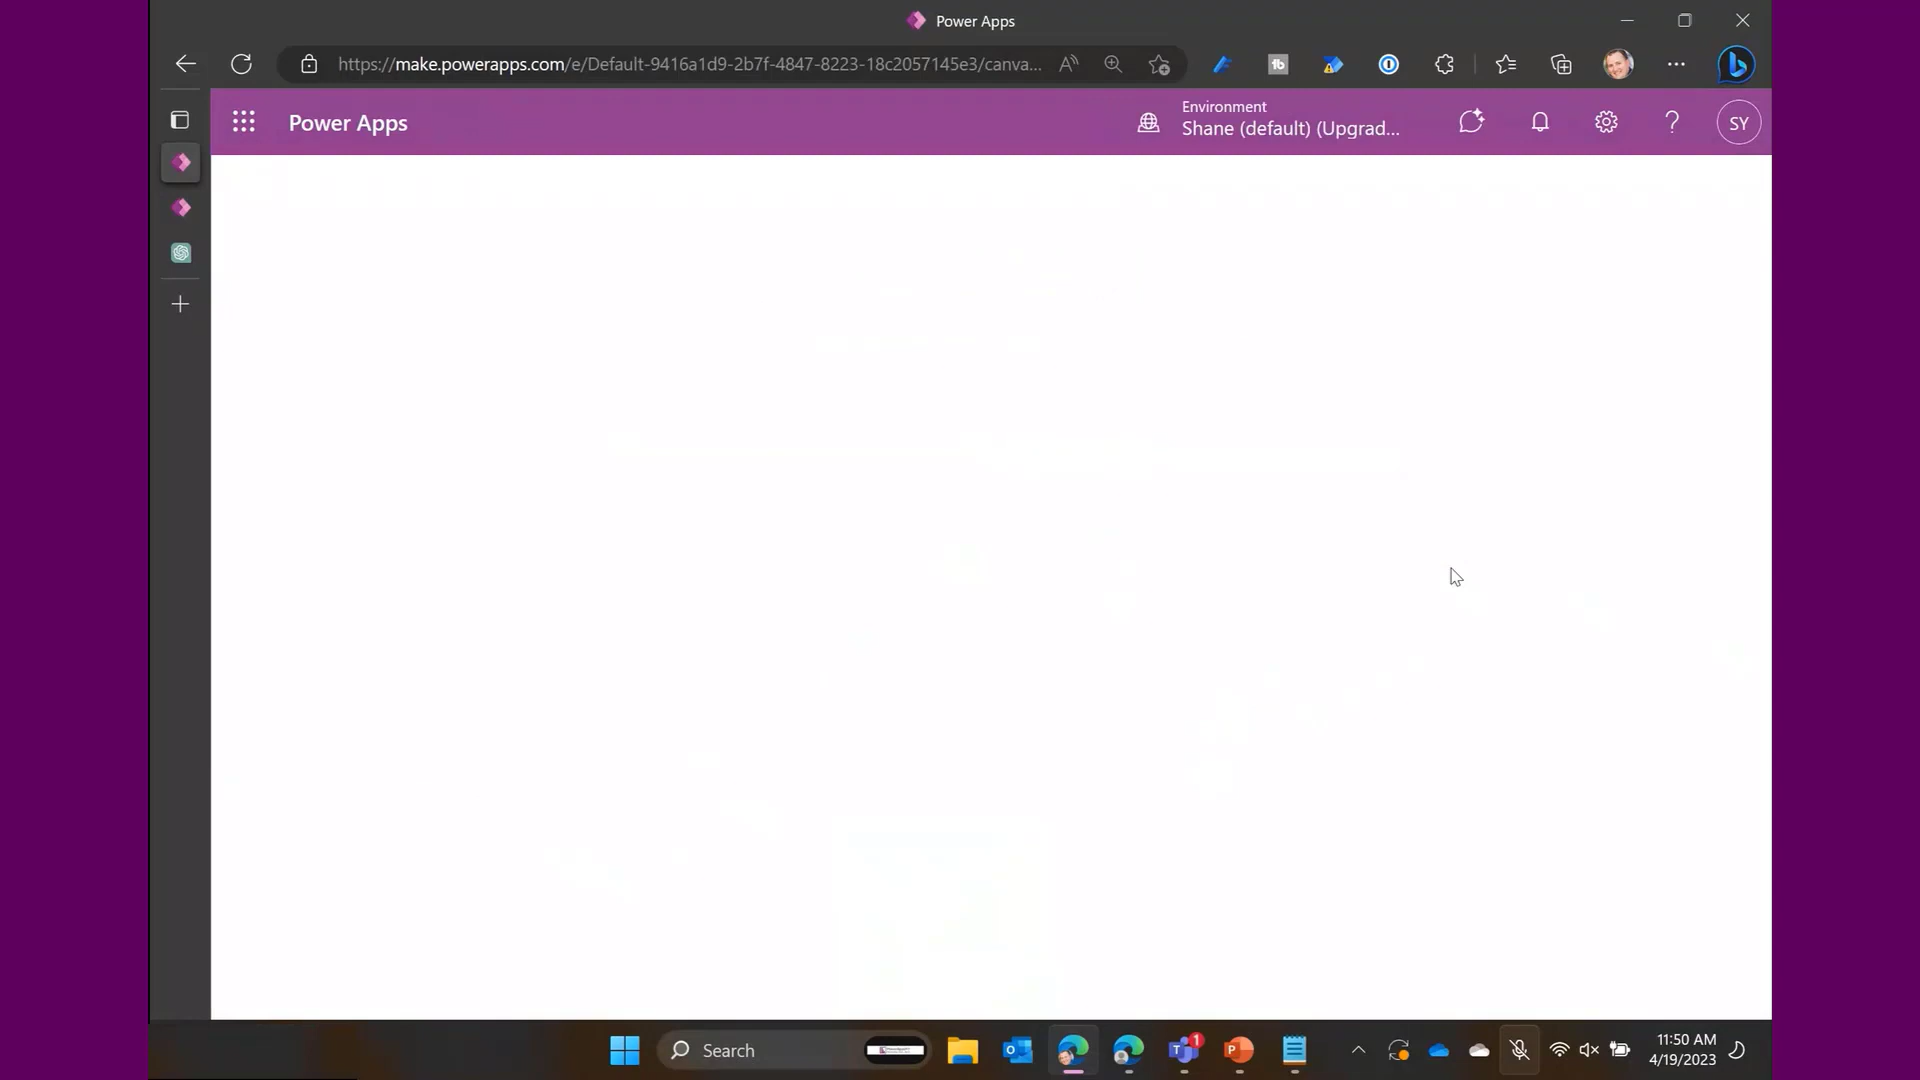 Power Apps
https://make.powerapps.com/e/Default-9416a1d9-2b7f-4847-8223-18c2057145e3/canva...
Power Apps
Environment
Shane (default) (Upgrad...
SY
Search
1
11:50 AM
4/19/2023